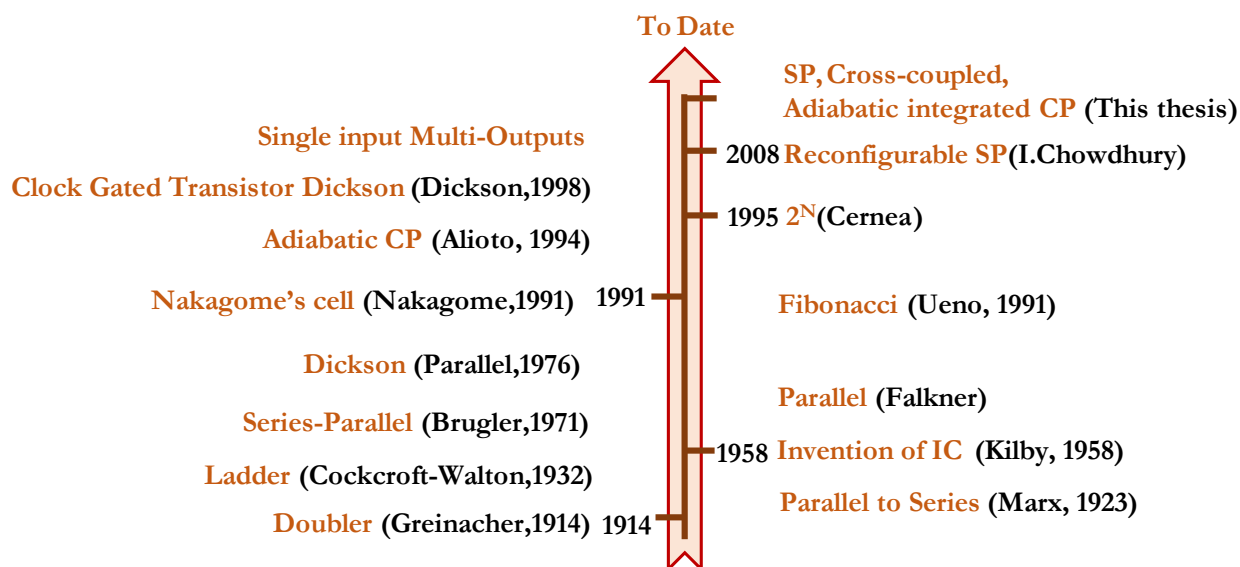 To Date
SP, Cross-coupled,
Adiabatic integrated CP (This thesis)
Single input Multi-Outputs
2008 Reconfigurable SP(I.Chowdhury)
Clock Gated Transistor Dickson (Dickson,1998)
1995 2ᴺ(Cernea)
Adiabatic CP (Alioto, 1994)
Nakagome’s cell (Nakagome,1991) 1991
Fibonacci (Ueno, 1991)
Dickson (Parallel,1976)
Parallel (Falkner)
Series-Parallel (Brugler,1971)
1958 Invention of IC (Kilby, 1958)
Ladder (Cockcroft-Walton,1932)
Parallel to Series (Marx, 1923)
Doubler (Greinacher,1914) 1914